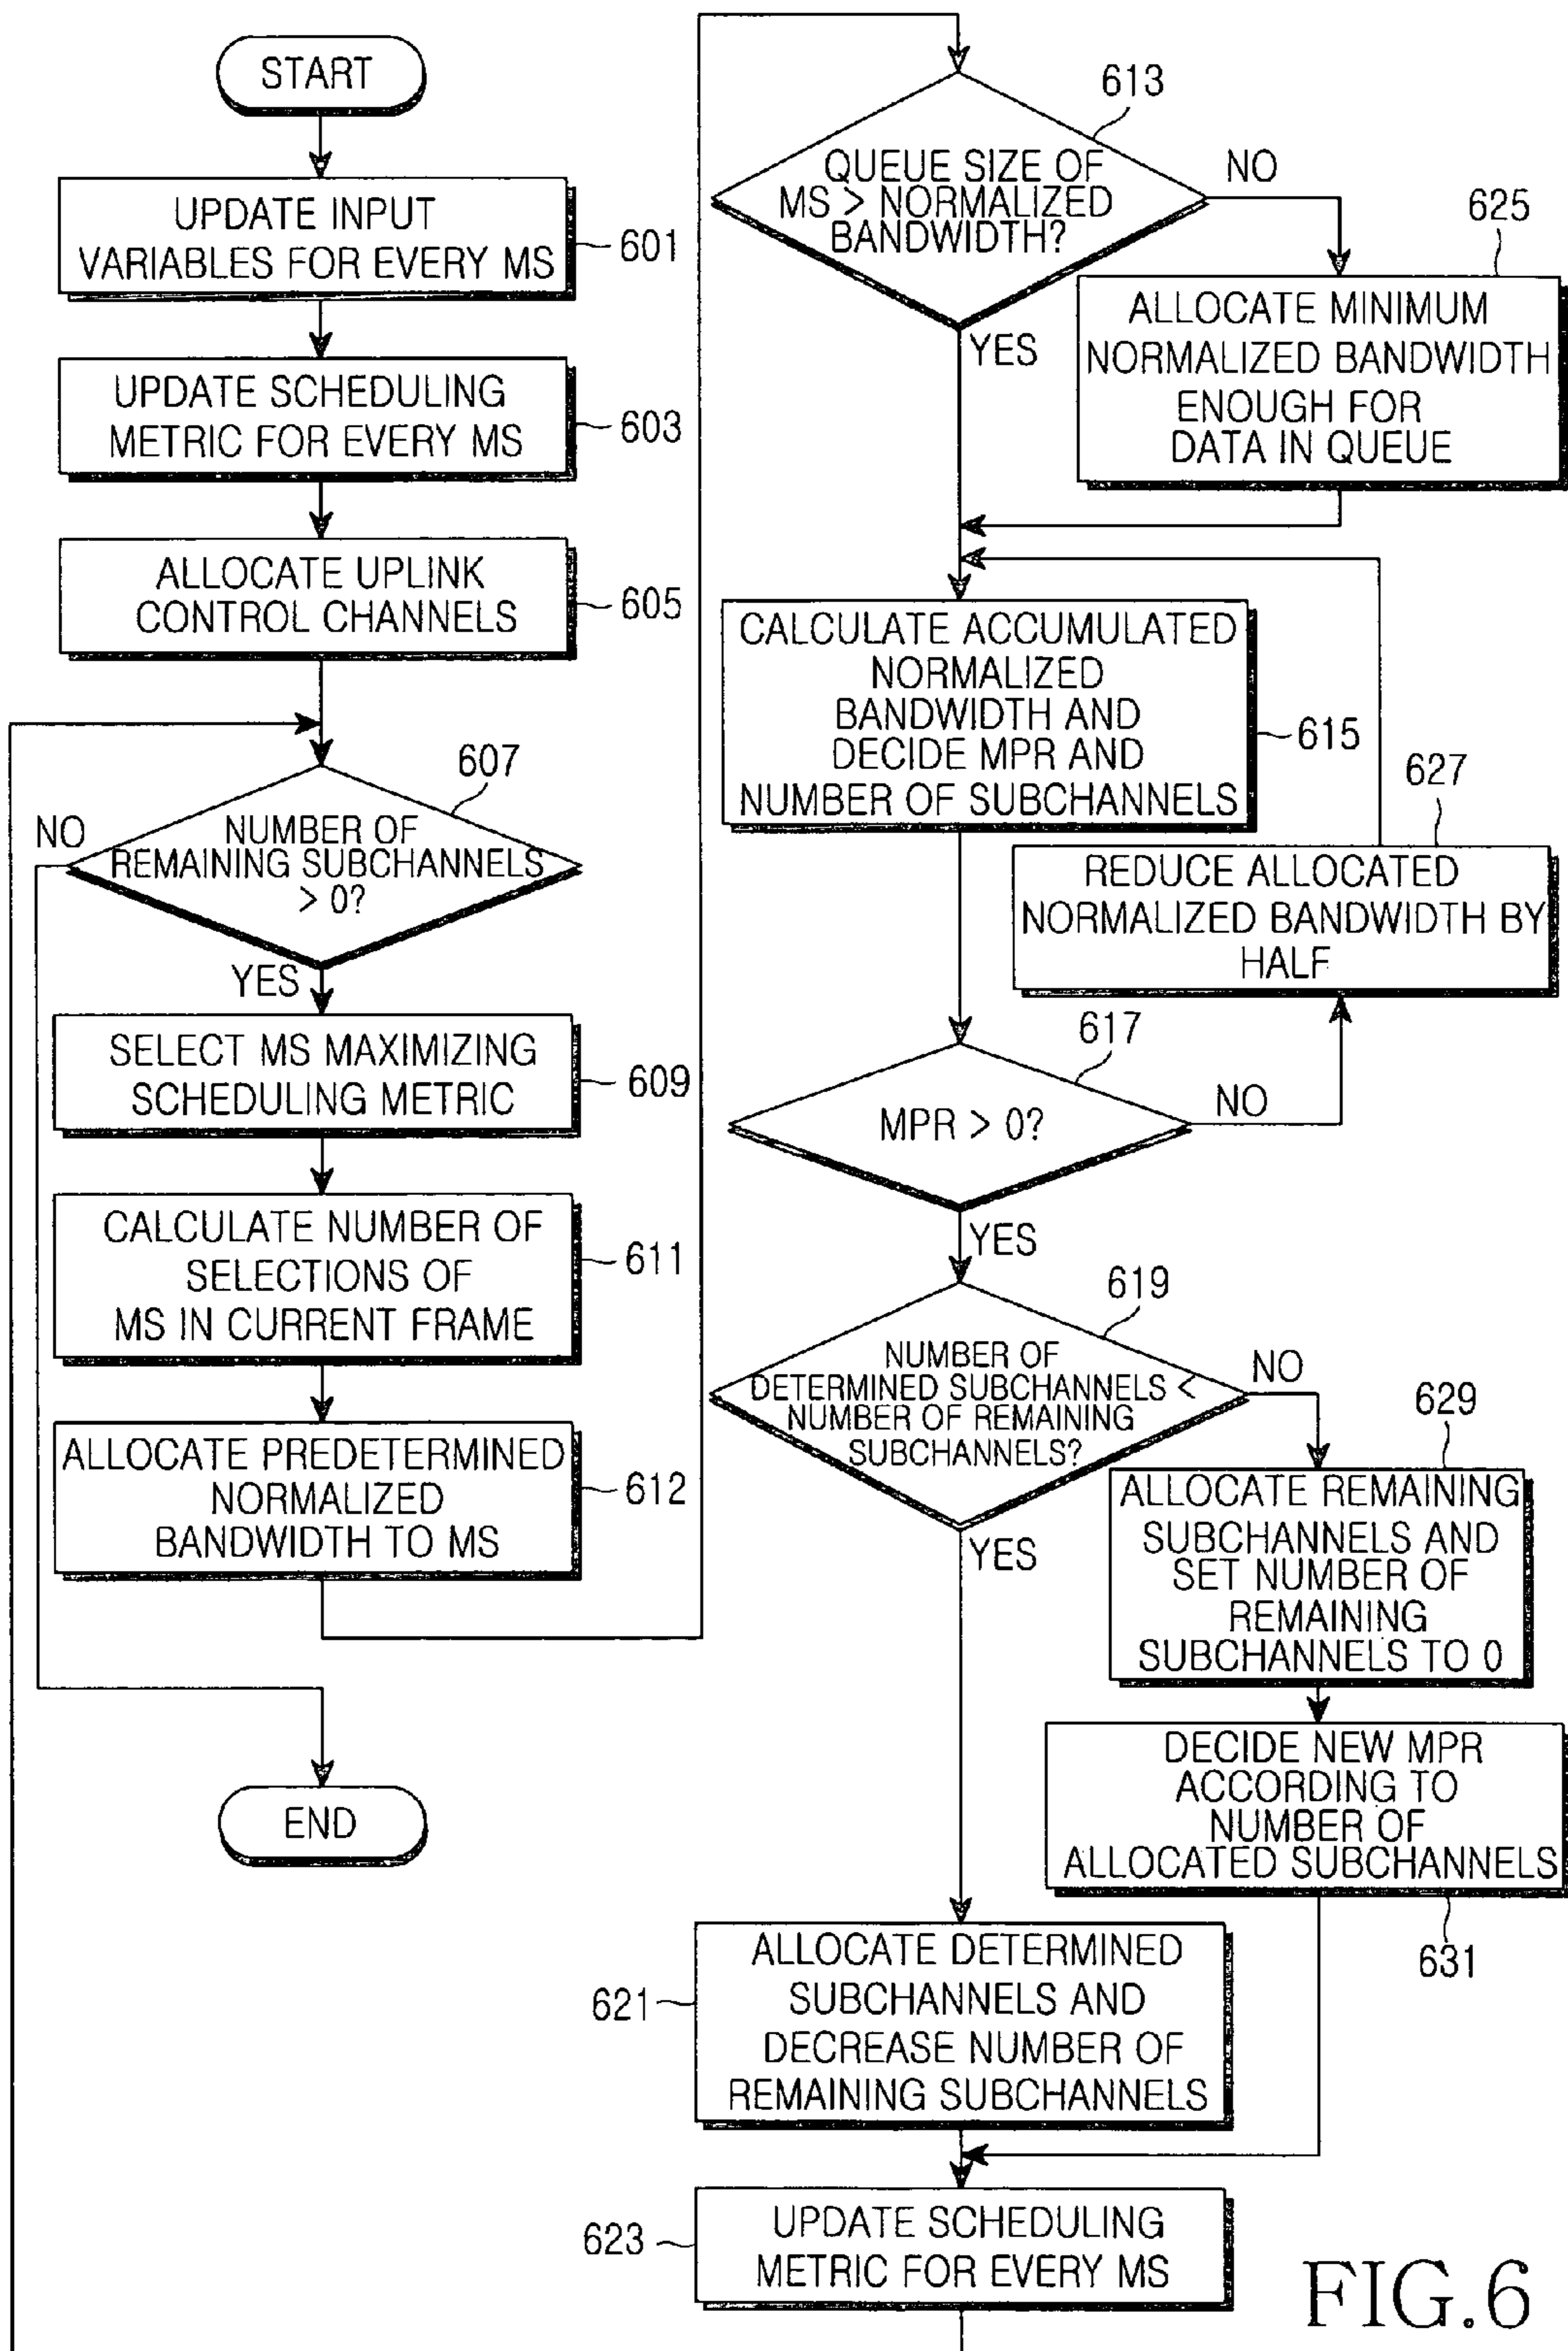 START
UPDATE INPUT
VARIABLES FOR EVERY MS
601
UPDATE SCHEDULING
METRIC FOR EVERY MS
603
ALLOCATE UPLINK
CONTROL CHANNELS
605
607
NO
NUMBER OF
REMAINING SUBCHANNELS
> 0?
YES
SELECT MS MAXIMIZING
SCHEDULING METRIC
609
CALCULATE NUMBER OF
SELECTIONS OF
MS IN CURRENT FRAME
611
ALLOCATE PREDETERMINED
NORMALIZED
BANDWIDTH TO MS
612
END
613
QUEUE SIZE OF
MS > NORMALIZED
BANDWIDTH?
NO
YES
625
ALLOCATE MINIMUM
NORMALIZED BANDWIDTH
ENOUGH FOR
DATA IN QUEUE
CALCULATE ACCUMULATED
NORMALIZED
BANDWIDTH AND
DECIDE MPR AND
NUMBER OF SUBCHANNELS
615
627
REDUCE ALLOCATED
NORMALIZED BANDWIDTH BY
HALF
617
MPR > 0?
NO
YES
619
NUMBER OF
DETERMINED SUBCHANNELS <
NUMBER OF REMAINING
SUBCHANNELS?
NO
YES
629
ALLOCATE REMAINING
SUBCHANNELS AND
SET NUMBER OF
REMAINING
SUBCHANNELS TO 0
DECIDE NEW MPR
ACCORDING TO
NUMBER OF
ALLOCATED SUBCHANNELS
631
ALLOCATE DETERMINED
SUBCHANNELS AND
DECREASE NUMBER OF
REMAINING SUBCHANNELS
621
UPDATE SCHEDULING
METRIC FOR EVERY MS
623
FIG.6